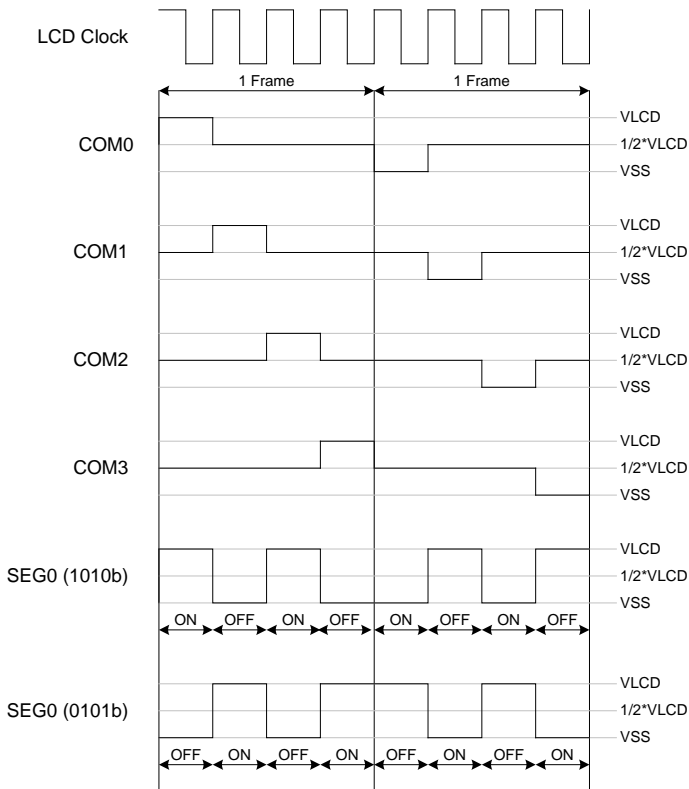 LCD Clock
1 Frame 1 Frame
VLCD
COM0 1/2*VLCD
VSS
VLCD
COM1 1/2*VLCD
VSS
VLCD
COM2 1/2*VLCD
VSS
VLCD
COM3 1/2*VLCD
VSS
VLCD
SEG0 (1010b) 1/2*VLCD
VSS
ON OFF ON OFF ON OFF ON OFF
VLCD
SEG0 (0101b) 1/2*VLCD
VSS
OFF ON OFF ON OFF ON OFF ON